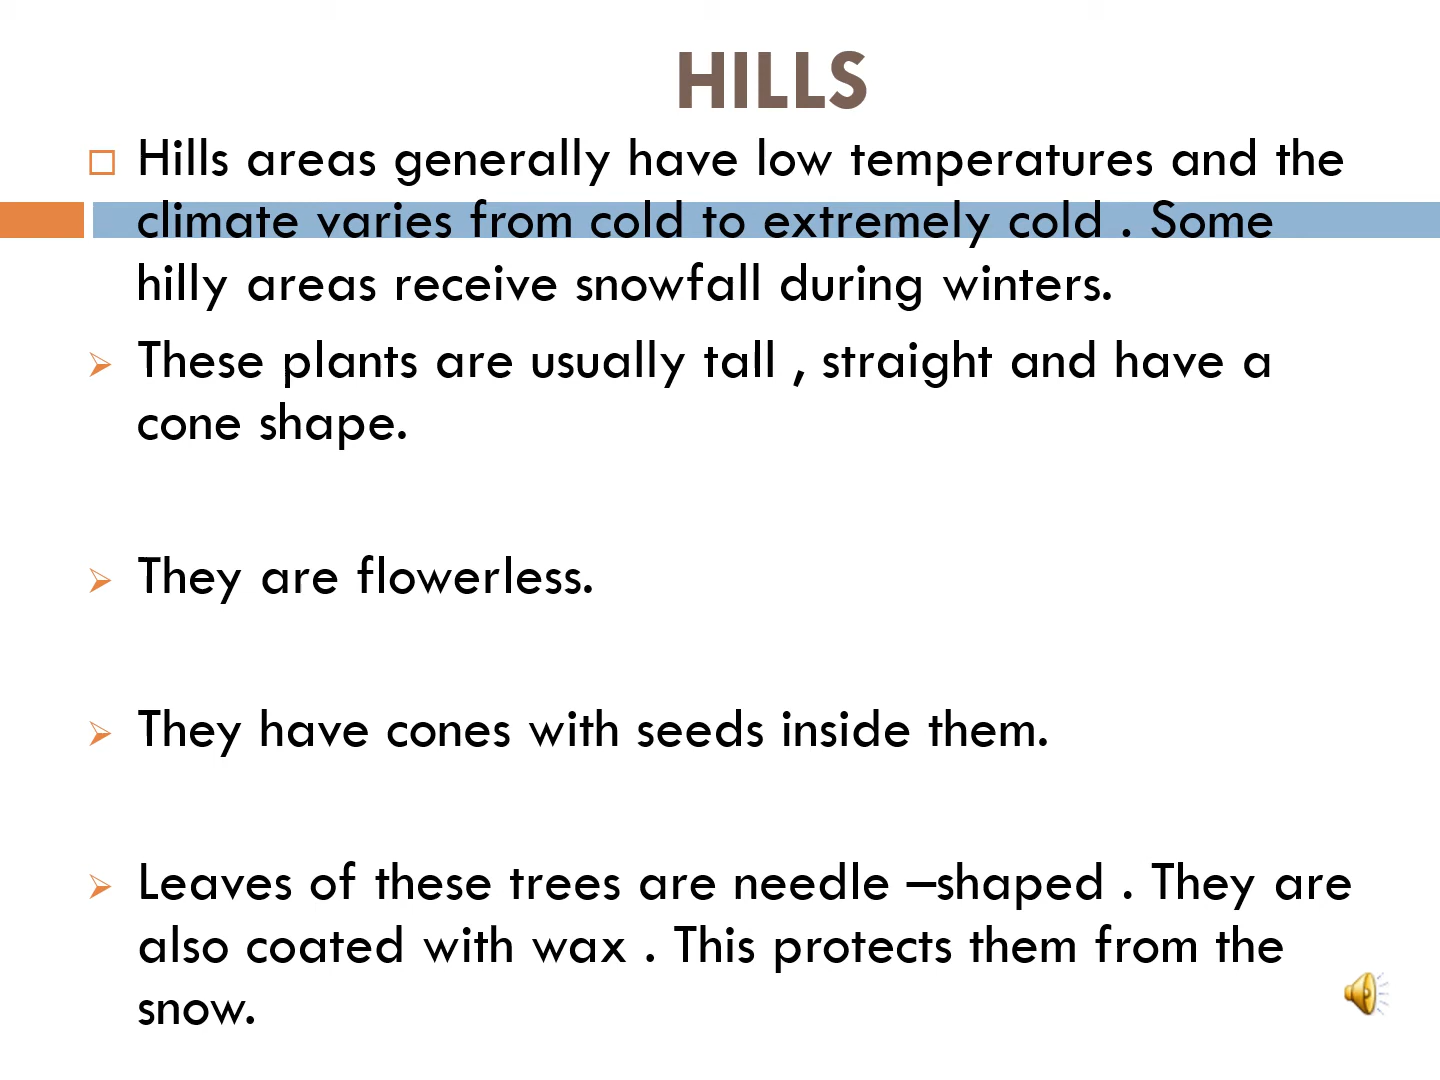 HILLS
Hills areas generally have low temperatures and the
climate varies from cold to extremely cold . Some
hilly areas receive snowfall during winters.
These plants are usually tall , straight and have a
cone shape.
They are flowerless.
They have cones with seeds inside them.
Leaves of these trees are needle –shaped . They are
also coated with wax . This protects them from the
snow.